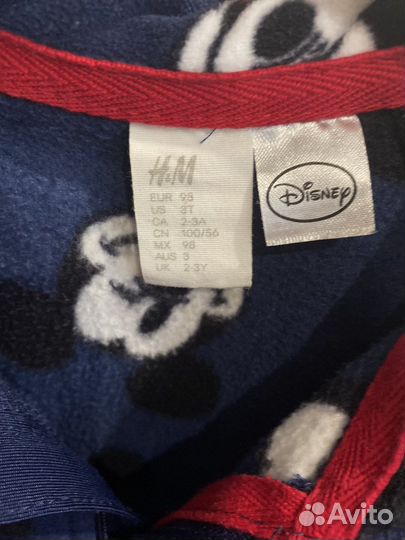 H&M
EUR 98
US 3T
CA 2-3A
CN 100/56
MX 98
AUS 3
UK 2-3Y
Disney
Avito